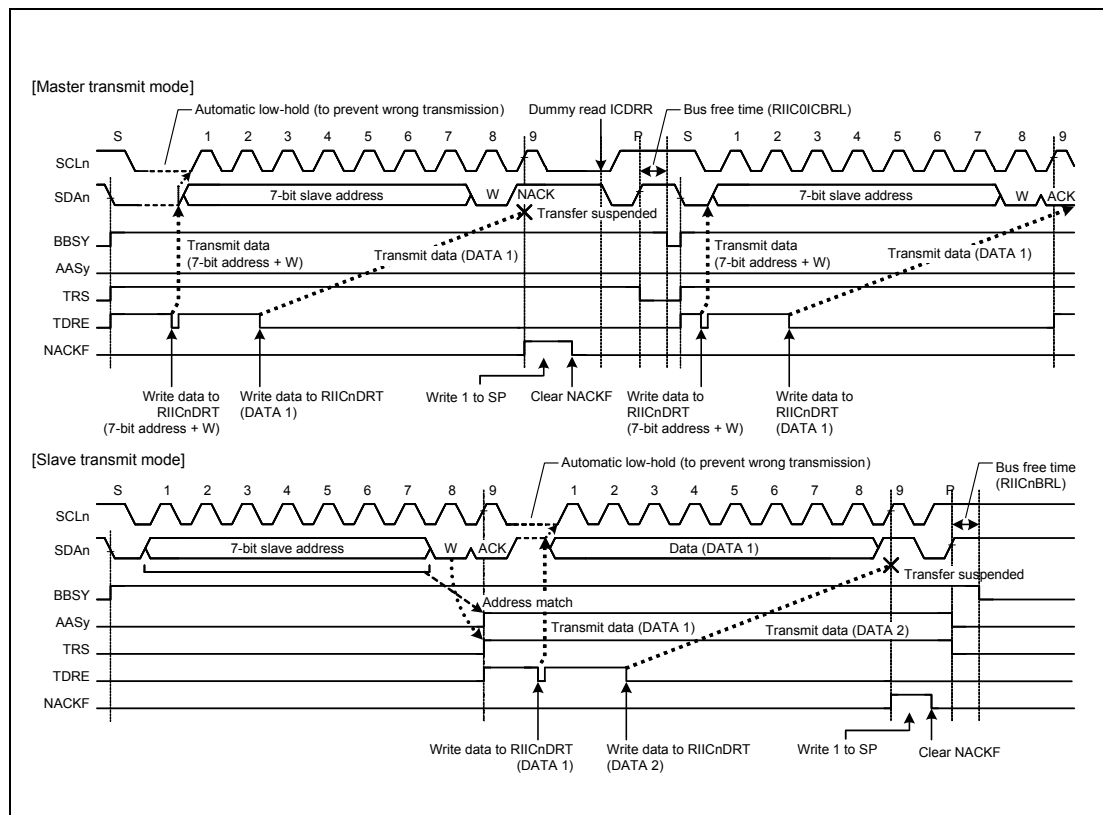 [Master transmit mode]
Automatic low-hold (to prevent wrong transmission)
Dummy read ICDRR
Bus free time (RIIC0ICBRL)
S 1 2 3 4 5 6 7 8 9 P S 1 2 3 4 5 6 7 8 9
SCLn
SDAn 7-bit slave address W NACK 7-bit slave address W ACK
Transfer suspended
BBSY
Transmit data
(7-bit address + W)
Transmit data (DATA 1)
Transmit data
(7-bit address + W)
Transmit data (DATA 1)
AASy
TRS
TDRE
NACKF
Write data to
RIICnDRT
(7-bit address + W)
Write data to RIICnDRT
(DATA 1)
Write 1 to SP
Clear NACKF
Write data to
RIICnDRT
(7-bit address + W)
Write data to
RIICnDRT
(DATA 1)
[Slave transmit mode]
Automatic low-hold (to prevent wrong transmission)
Bus free time
(RIICnBRL)
S 1 2 3 4 5 6 7 8 9 1 2 3 4 5 6 7 8 9 P
SCLn
SDAn 7-bit slave address W ACK Data (DATA 1)
Transfer suspended
BBSY
Address match
AASy
Transmit data (DATA 1)
Transmit data (DATA 2)
TRS
TDRE
NACKF
Write data to RIICnDRT
(DATA 1)
Write data to RIICnDRT
(DATA 2)
Write 1 to SP
Clear NACKF